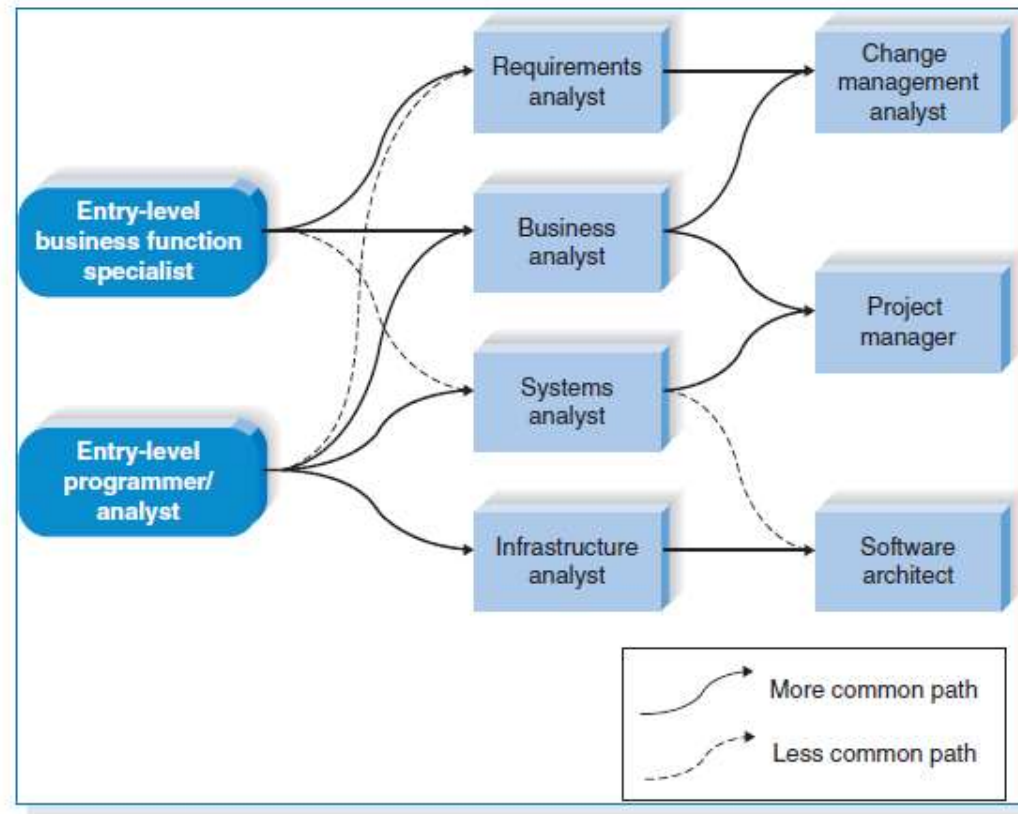 Requirements
analyst
Change
management
analyst
Entry-level
business function
specialist
Business
analyst
Project
manager
Systems
analyst
Entry-level
programmer/
analyst
Infrastructure
analyst
Software
architect
More common path
Less common path